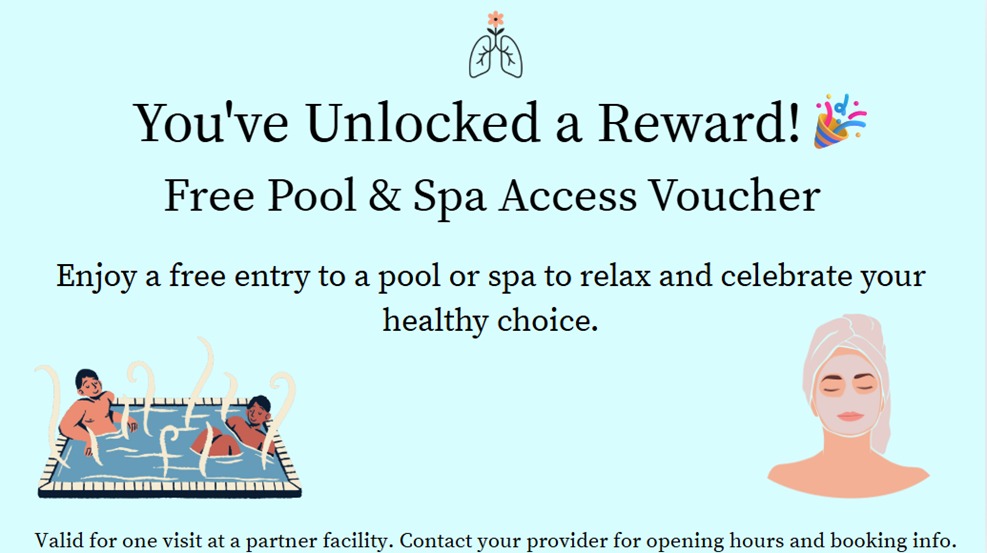 You've Unlocked a Reward! 🎉
Free Pool & Spa Access Voucher
Enjoy a free entry to a pool or spa to relax and celebrate your
healthy choice.
Valid for one visit at a partner facility. Contact your provider for opening hours and booking info.